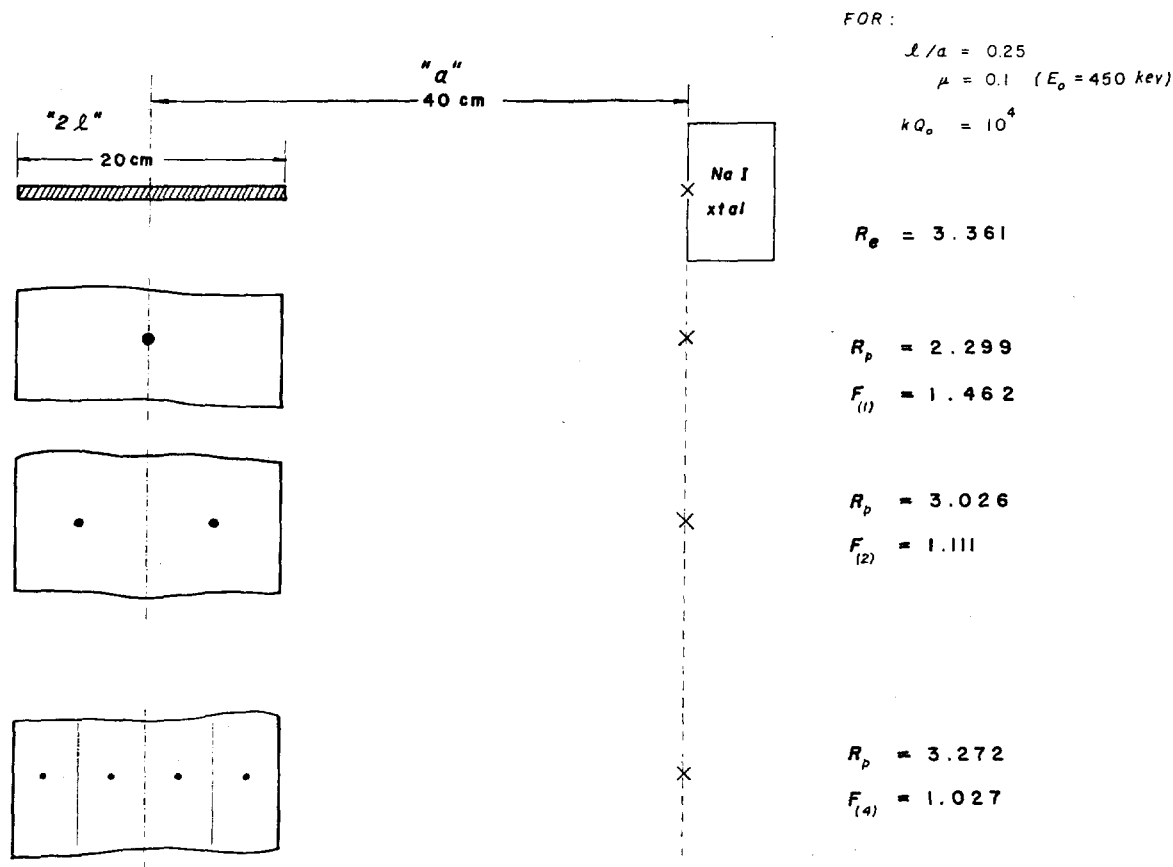 FOR:
ℓ/a = 0.25
μ = 0.1 (E₀ = 450 kev)
kQ₀ = 10⁴
"a"
40 cm
"2ℓ"
20 cm
Na I
xtal
Rₑ = 3.361
Rₚ = 2.299
F₍₁₎ = 1.462
Rₚ = 3.026
F₍₂₎ = 1.111
Rₚ = 3.272
F₍₄₎ = 1.027